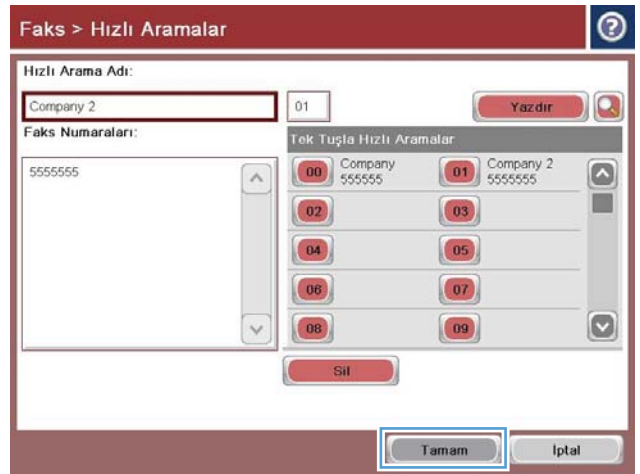 Faks > Hızlı Aramalar
?
Hızlı Arama Adı:
Company 2
01
Yazdır
Faks Numaraları:
Tek Tuşla Hızlı Aramalar
5555555
00 Company 555555
01 Company 2 5555555
02
03
04
05
06
07
08
09
Sil
Tamam
İptal